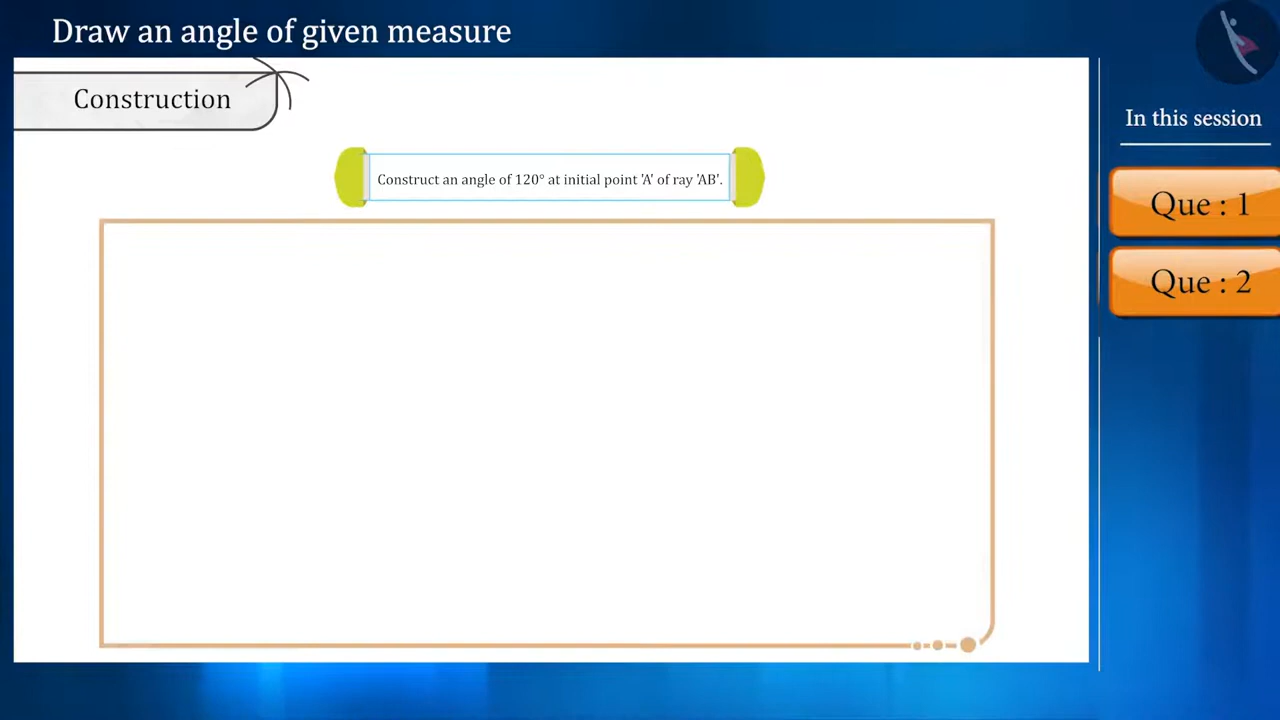 Draw an angle of given measure
Construction
Construct an angle of 120° at initial point 'A' of ray 'AB'.
In this session
Que : 1
Que : 2